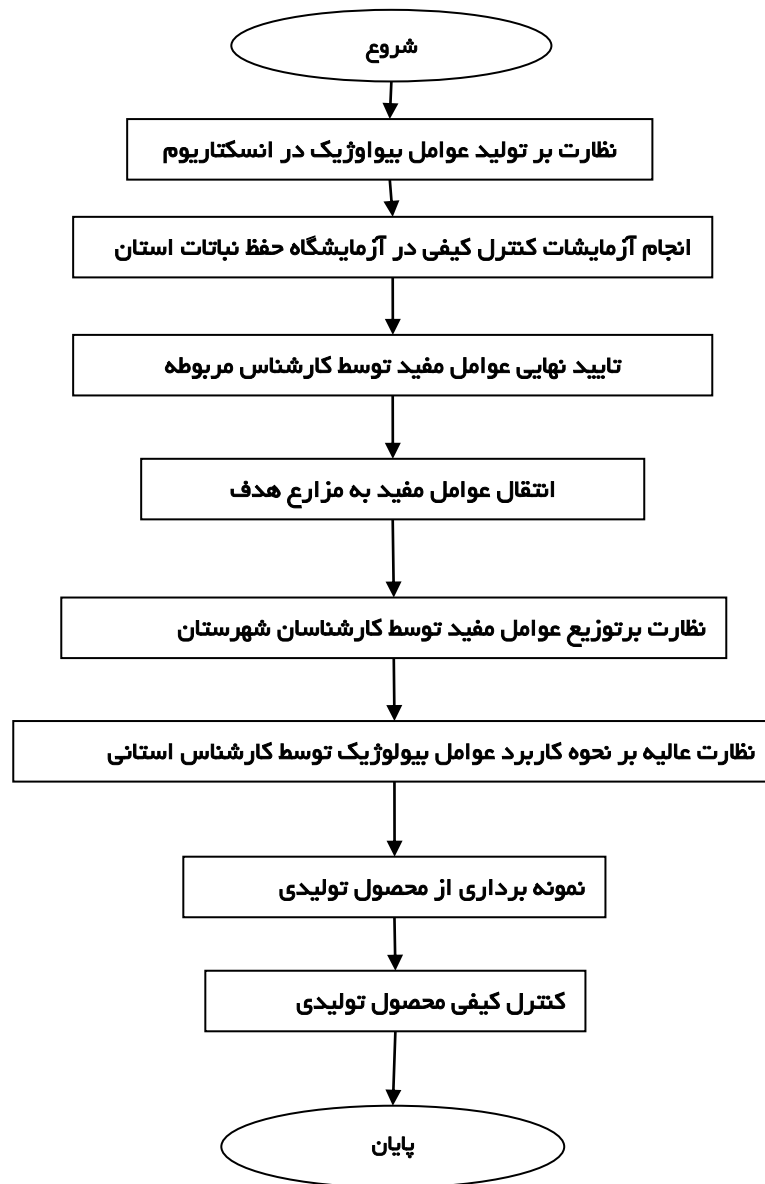 شروع
نظارت بر تولید عوامل بیواوژیک در انسکتاریوم
انجام آزمایشات کنترل کیفی در آزمایشگاه حفظ نباتات استان
تایید نهایی عوامل مفید توسط کارشناس مربوطه
انتقال عوامل مفید به مزارع هدف
نظارت برتوزیع عوامل مفید توسط کارشناسان شهرستان
نظارت عالیه بر نحوه کاربرد عوامل بیولوژیک توسط کارشناس استانی
نمونه برداری از محصول تولیدی
کنترل کیفی محصول تولیدی
پایان